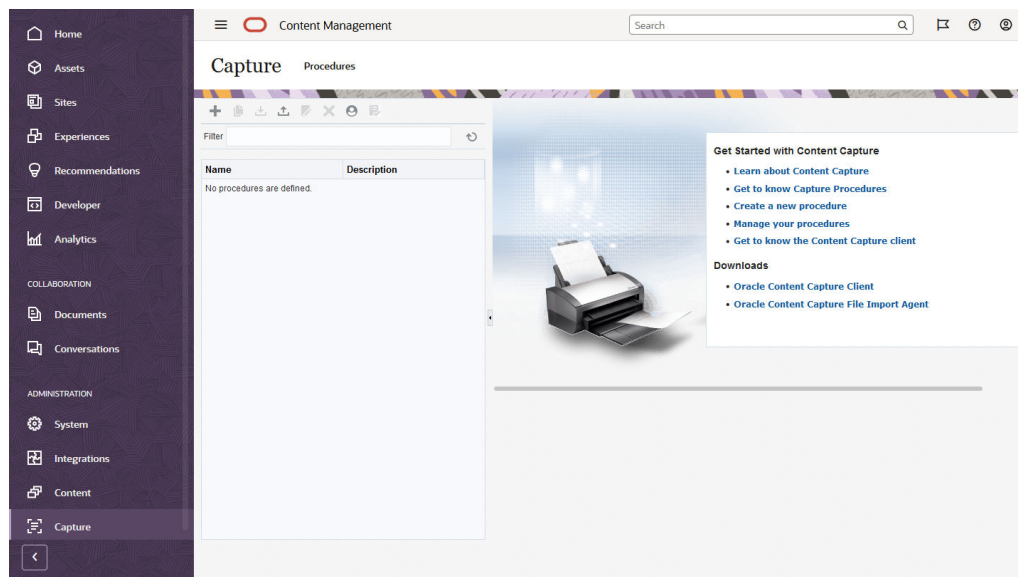 Home
Assets
Sites
Experiences
Recommendations
Developer
Analytics
COLLABORATION
Documents
Conversations
ADMINISTRATION
System
Integrations
Content
Capture
Content Management
Search
Capture Procedures
Filter
Name Description
No procedures are defined.
Get Started with Content Capture
• Learn about Content Capture
• Get to know Capture Procedures
• Create a new procedure
• Manage your procedures
• Get to know the Content Capture client
Downloads
• Oracle Content Capture Client
• Oracle Content Capture File Import Agent